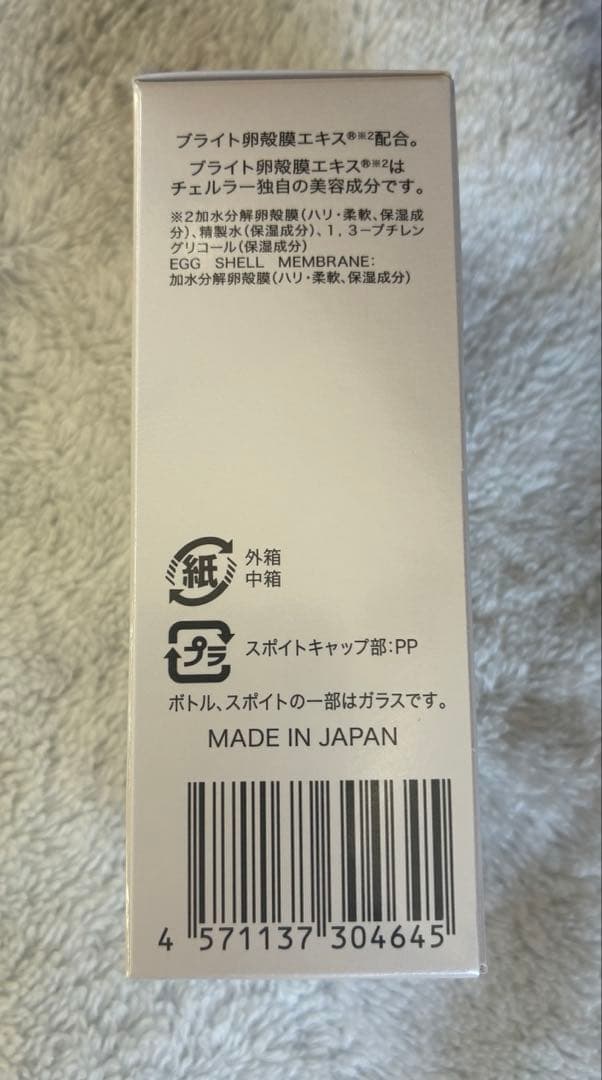 ブライト卵殻膜エキス®※2配合。
ブライト卵殻膜エキス®※2は
チェルラー独自の美容成分です。
※2加水分解卵殻膜(ハリ・柔軟、保湿成
分)、精製水(保湿成分)、1,3−ブチレン
グリコール(保湿成分)
EGG SHELL MEMBRANE:
加水分解卵殻膜(ハリ・柔軟、保湿成分)
紙 外箱
中箱
プラ スポイトキャップ部:PP
ボトル、スポイトの一部はガラスです。
MADE IN JAPAN
4 571137 304645